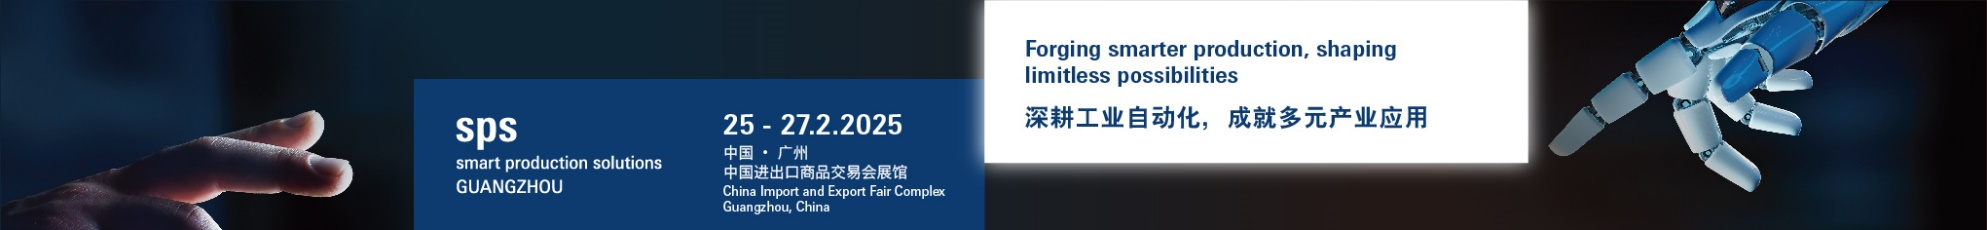 sps
smart production solutions
GUANGZHOU
25 - 27.2.2025
中国 · 广州
中国进出口商品交易会展馆
China Import and Export Fair Complex
Guangzhou, China
Forging smarter production, shaping
limitless possibilities
深耕工业自动化，成就多元产业应用